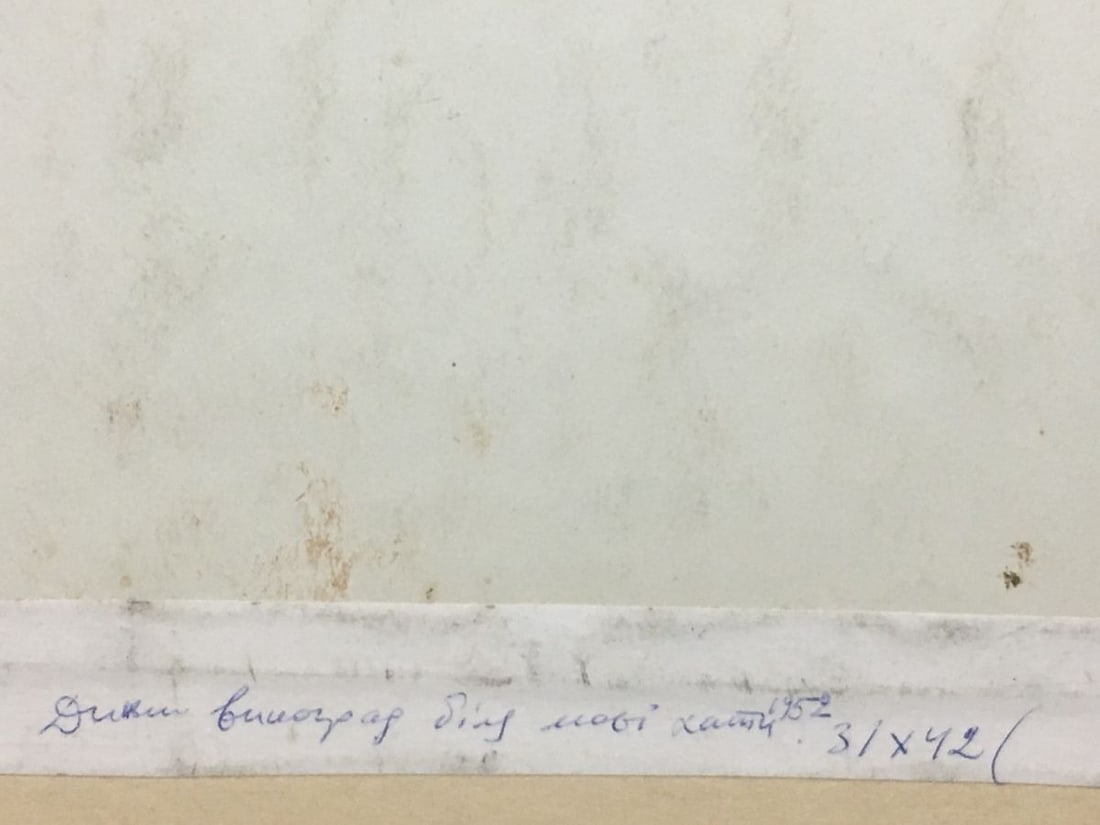 Дикий виноград біля моєї хати 1952. 31х42 (